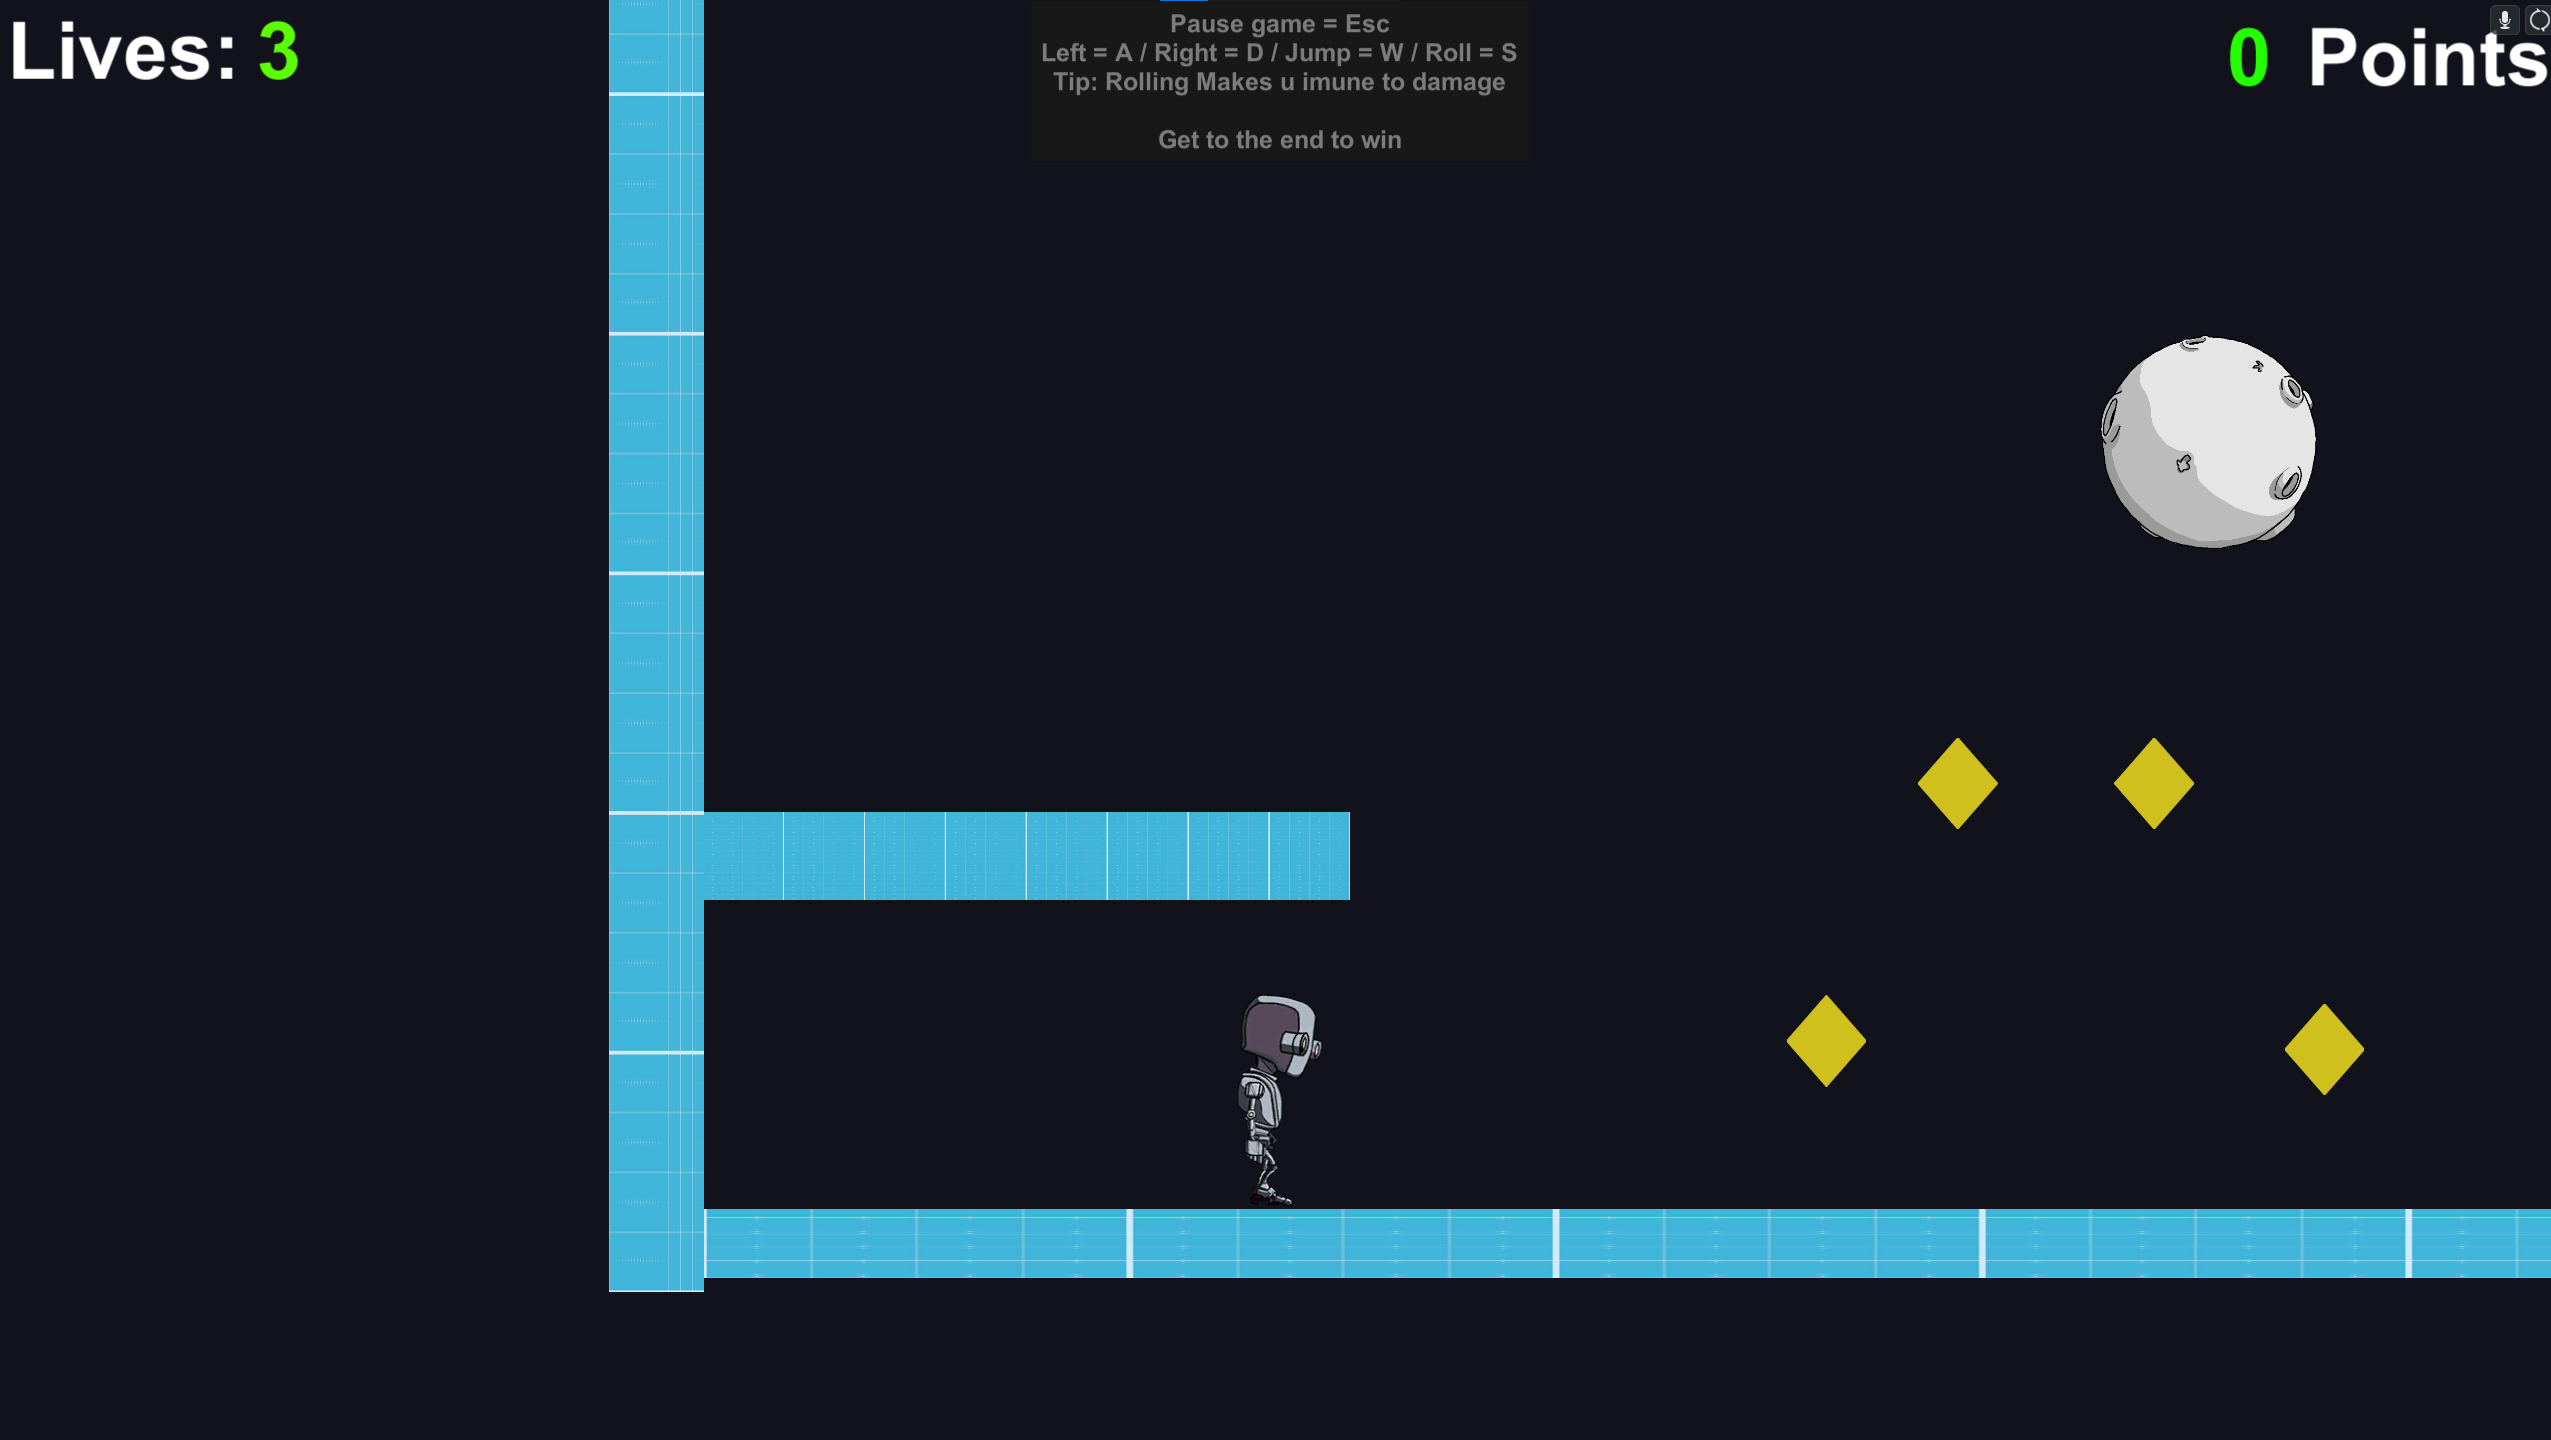 Lives: 3
Pause game = Esc
Left = A / Right = D / Jump = W / Roll = S
Tip: Rolling Makes u imune to damage
Get to the end to win
0 Points